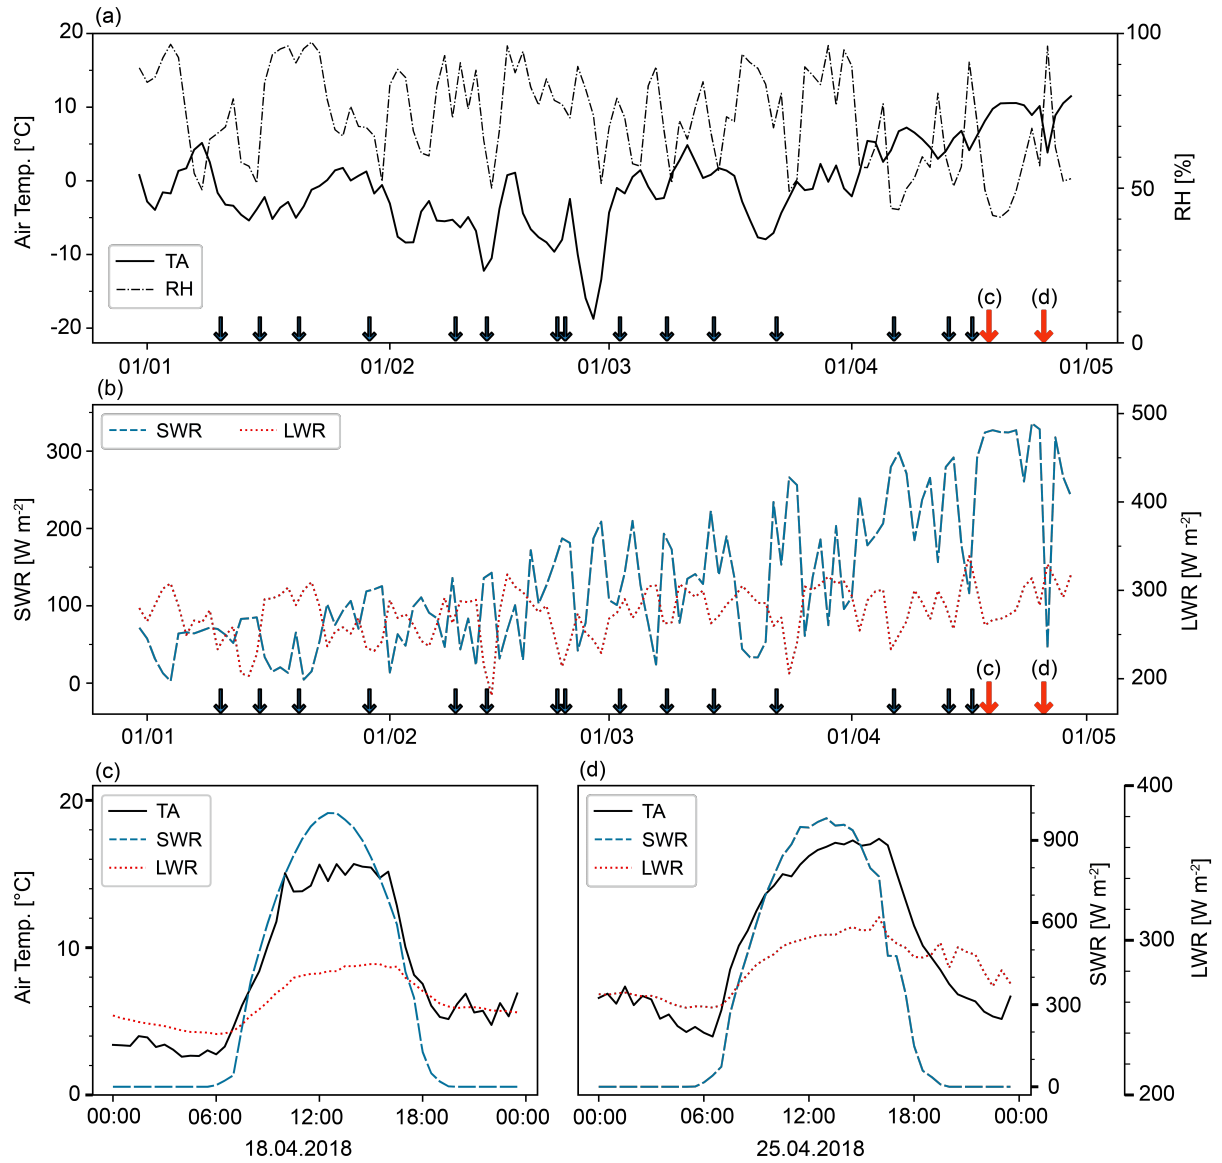 (a)
20
10
0
-10
-20
Air Temp. [°C]
100
50
0
RH [%]
TA
RH
(c)
(d)
01/01
01/02
01/03
01/04
01/05
(b)
SWR
LWR
300
200
100
0
SWR [W m-2]
500
400
300
200
LWR [W m-2]
(c)
(d)
01/01
01/02
01/03
01/04
01/05
(c)
TA
SWR
LWR
20
10
0
Air Temp. [°C]
00:00
06:00
12:00
18:00
00:00
18.04.2018
(d)
TA
SWR
LWR
900
600
300
0
SWR [W m-2]
400
300
200
LWR [W m-2]
00:00
06:00
12:00
18:00
00:00
25.04.2018